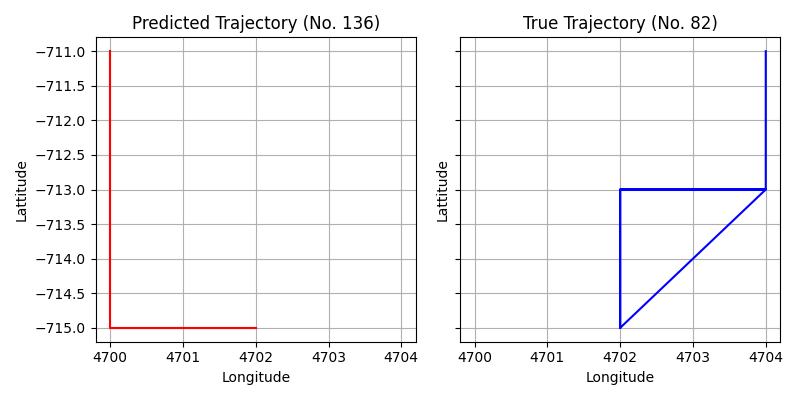 Predicted Trajectory (No. 136)
Lattitude
−711.0
−711.5
−712.0
−712.5
−713.0
−713.5
−714.0
−714.5
−715.0
4700 4701 4702 4703 4704
Longitude
True Trajectory (No. 82)
Lattitude
4700 4701 4702 4703 4704
Longitude